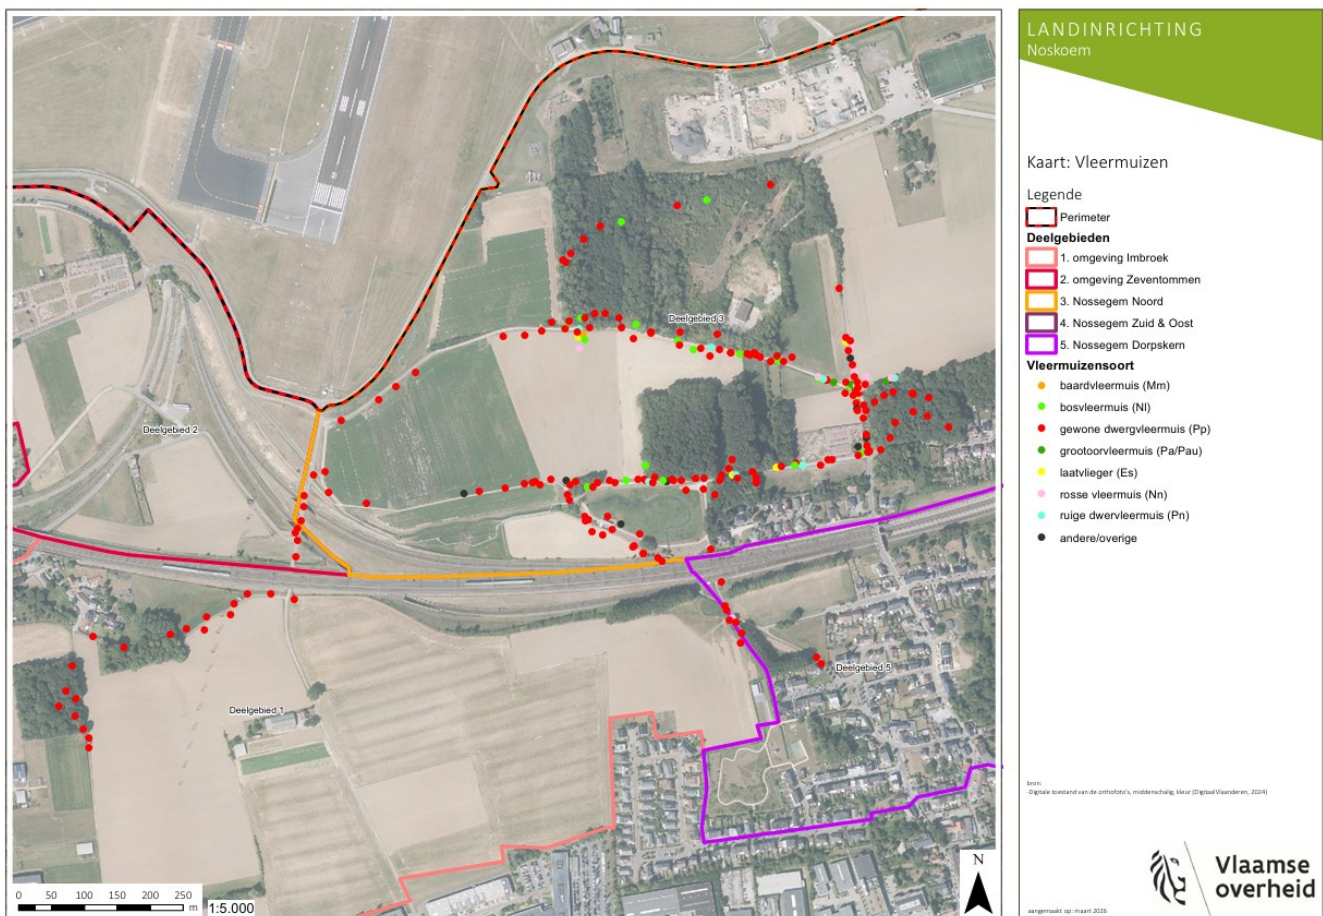 LANDINRICHTING
Noskoem
Kaart: Vleermuizen
Legende
Perimeter
Deelgebieden
1. omgeving Imbroek
2. omgeving Zeventommen
3. Nossegem Noord
4. Nossegem Zuid & Oost
5. Nossegem Dorpskern
Vleermuizensoort
baardvleermuis (Mm)
bosvleermuis (Nl)
gewone dwergvleermuis (Pp)
grootoorvleermuis (Pa/Pau)
laatvlieger (Es)
rosse vleermuis (Nn)
ruige dwervleermuis (Pn)
andere/overige
bron:
-Digitale toestand van de orthofoto's, middenschalig, kleur (DigitaalVlaanderen, 2024)
Vlaamse
overheid
aangemaakt op: maart 2026
Deelgebied 3
Deelgebied 2
Deelgebied 5
Deelgebied 1
N
0 50 100 150 200 250
m
1:5.000